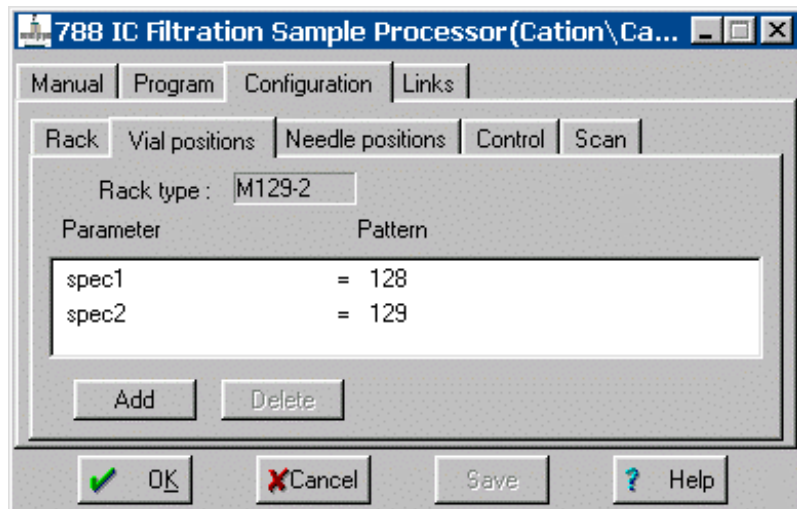 788 IC Filtration Sample Processor(Cation\Ca...
Manual Program Configuration Links
Rack Vial positions Needle positions Control Scan
Rack type : M129-2
Parameter Pattern
spec1 = 128
spec2 = 129
Add Delete
OK Cancel Save ? Help